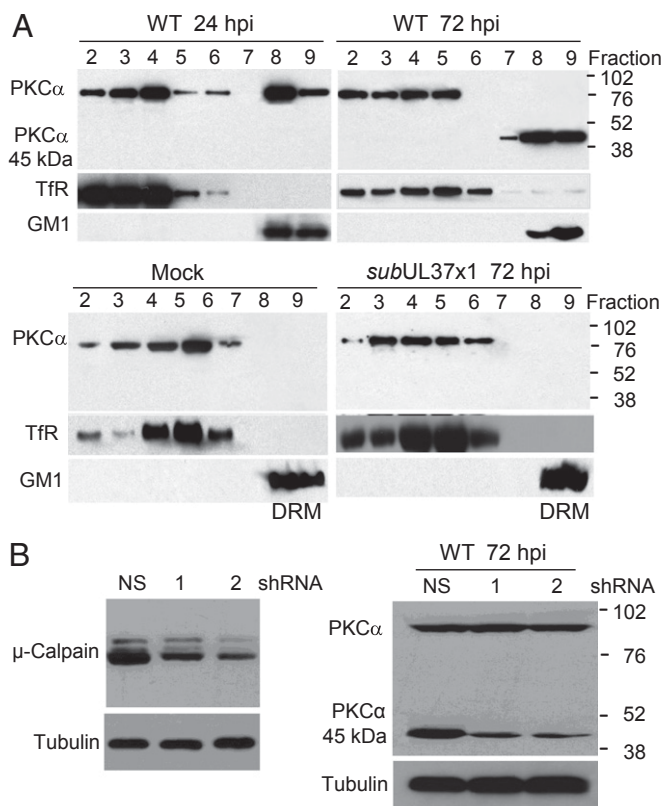 A
WT 24 hpi WT 72 hpi
2 3 4 5 6 7 8 9 2 3 4 5 6 7 8 9 Fraction
PKCα
102
76
52
38
PKCα
45 kDa
TfR
GM1
Mock subUL37x1 72 hpi
2 3 4 5 6 7 8 9 2 3 4 5 6 7 8 9 Fraction
PKCα
102
76
52
38
TfR
GM1
DRM DRM
B
NS 1 2 shRNA
μ-Calpain
Tubulin
WT 72 hpi
NS 1 2 shRNA
PKCα
102
76
52
38
PKCα
45 kDa
Tubulin